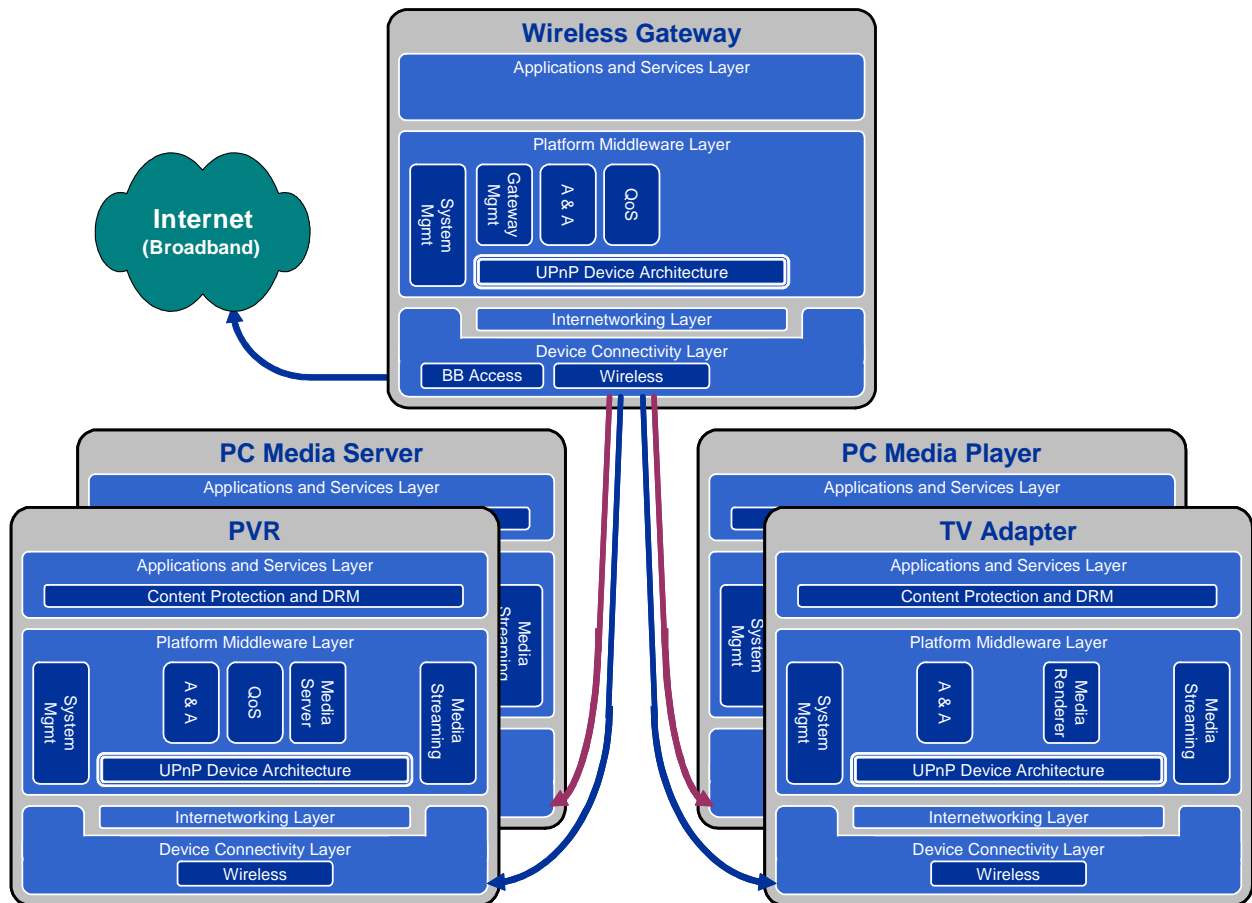 Wireless Gateway
Applications and Services Layer
Platform Middleware Layer
System
Mgmt
Gateway
Mgmt
A & A
QoS
UPnP Device Architecture
Internetworking Layer
Device Connectivity Layer
BB Access
Wireless
Internet
(Broadband)
PC Media Server
Applications and Services Layer
Media
Streaming
PVR
Applications and Services Layer
Content Protection and DRM
Platform Middleware Layer
System
Mgmt
A & A
QoS
Media
Server
Media
Streaming
UPnP Device Architecture
Internetworking Layer
Device Connectivity Layer
Wireless
PC Media Player
Applications and Services Layer
System
Mgmt
TV Adapter
Applications and Services Layer
Content Protection and DRM
Platform Middleware Layer
System
Mgmt
A & A
Media
Renderer
Media
Streaming
UPnP Device Architecture
Internetworking Layer
Device Connectivity Layer
Wireless